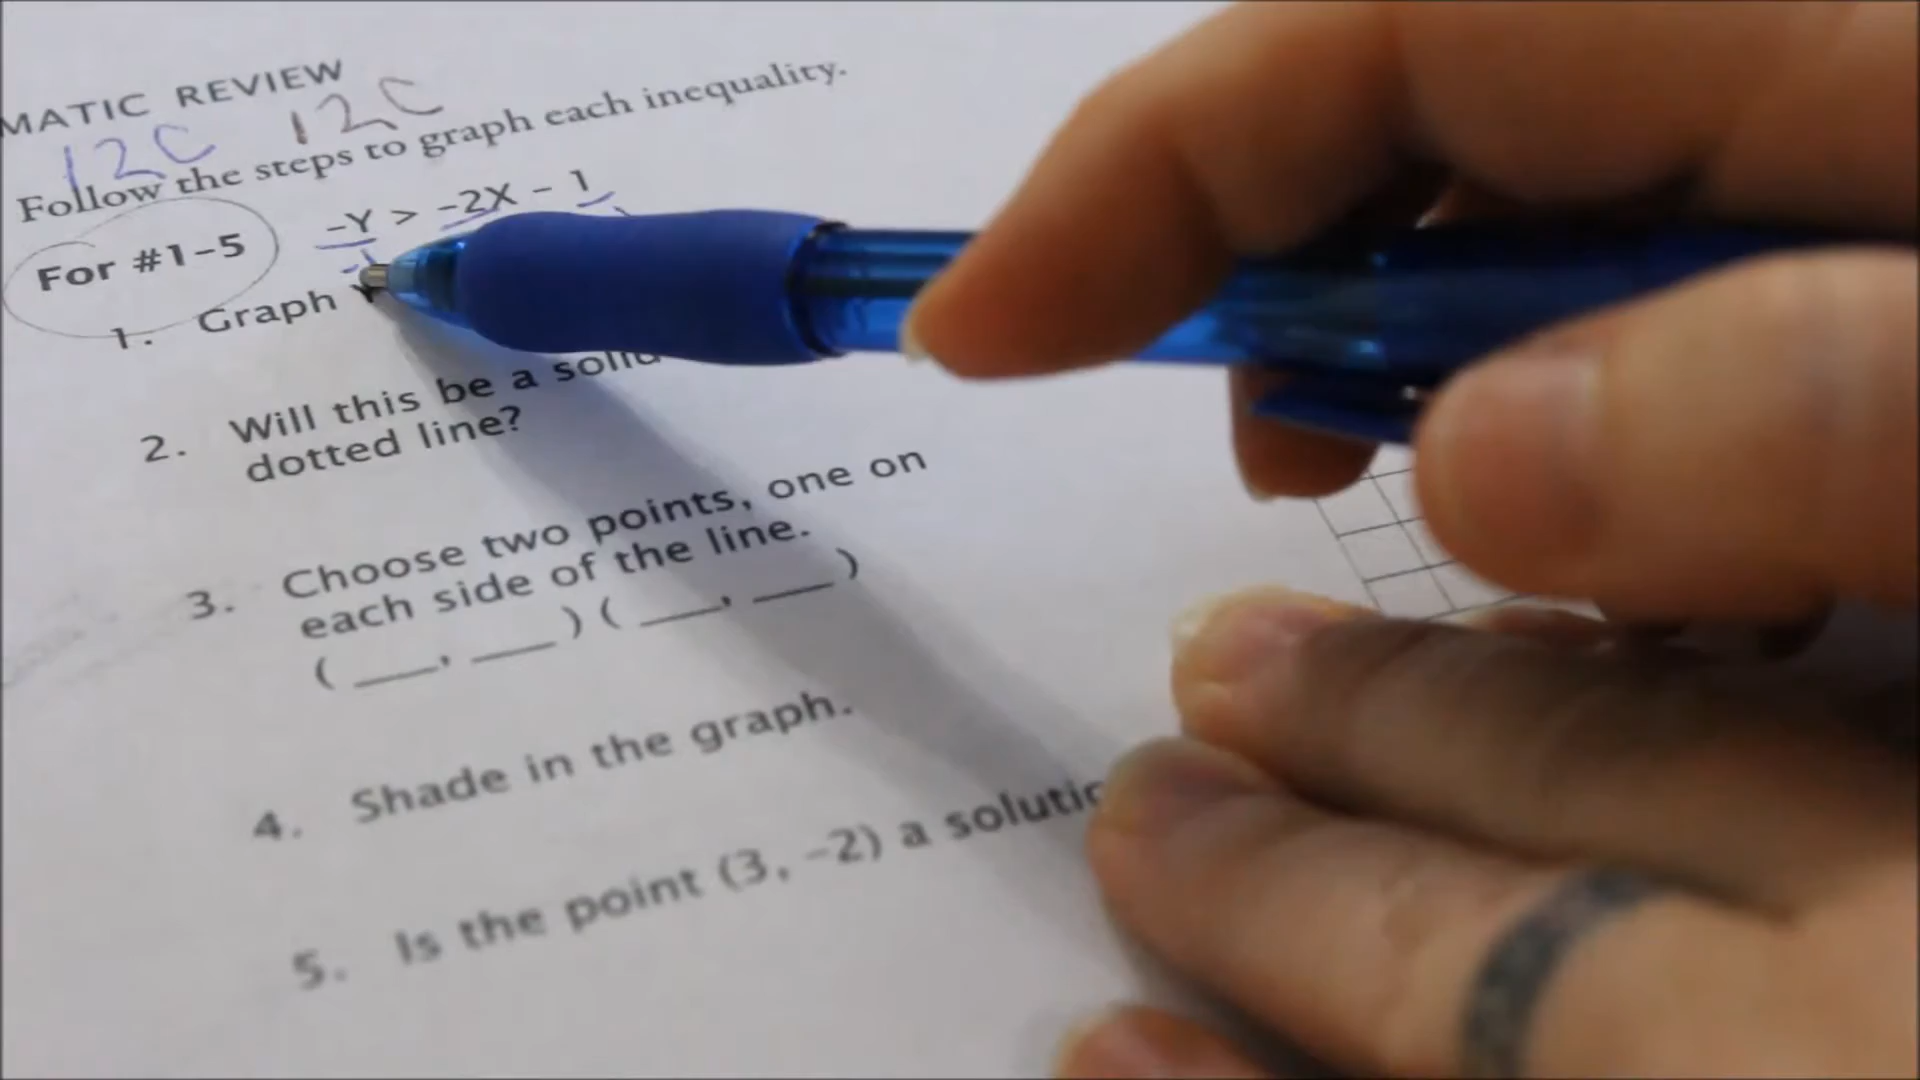 MATIC REVIEW
12C 12C
Follow the steps to graph each inequality.
For #1–5
–Y > –2X – 1
1. Graph
2. Will this be a solid
dotted line?
3. Choose two points, one on
each side of the line.
( ___, ___ ) ( ___, ___ )
4. Shade in the graph.
5. Is the point (3, –2) a